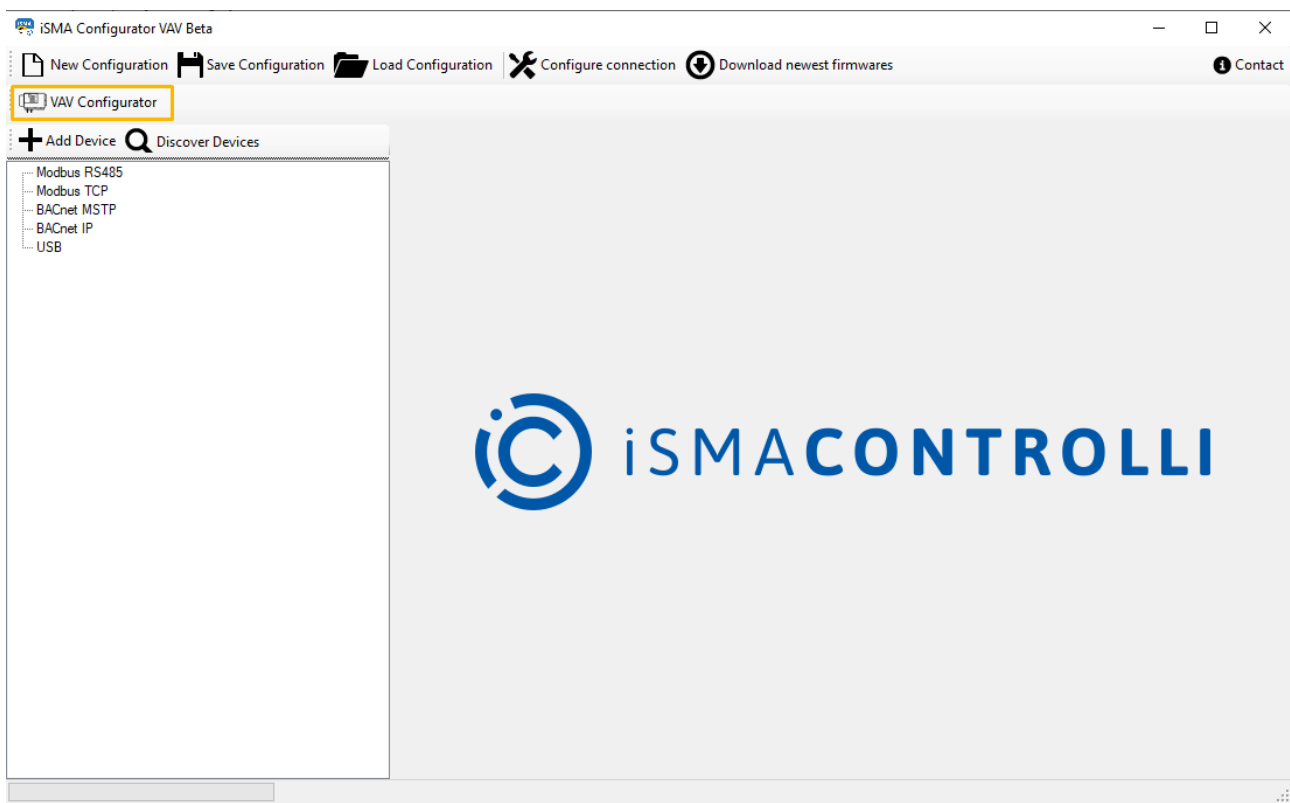 iSMA Configurator VAV Beta
New Configuration Save Configuration Load Configuration Configure connection Download newest firmwares Contact
VAV Configurator
Add Device Discover Devices
Modbus RS485
Modbus TCP
BACnet MSTP
BACnet IP
USB
iSMACONTROLLI